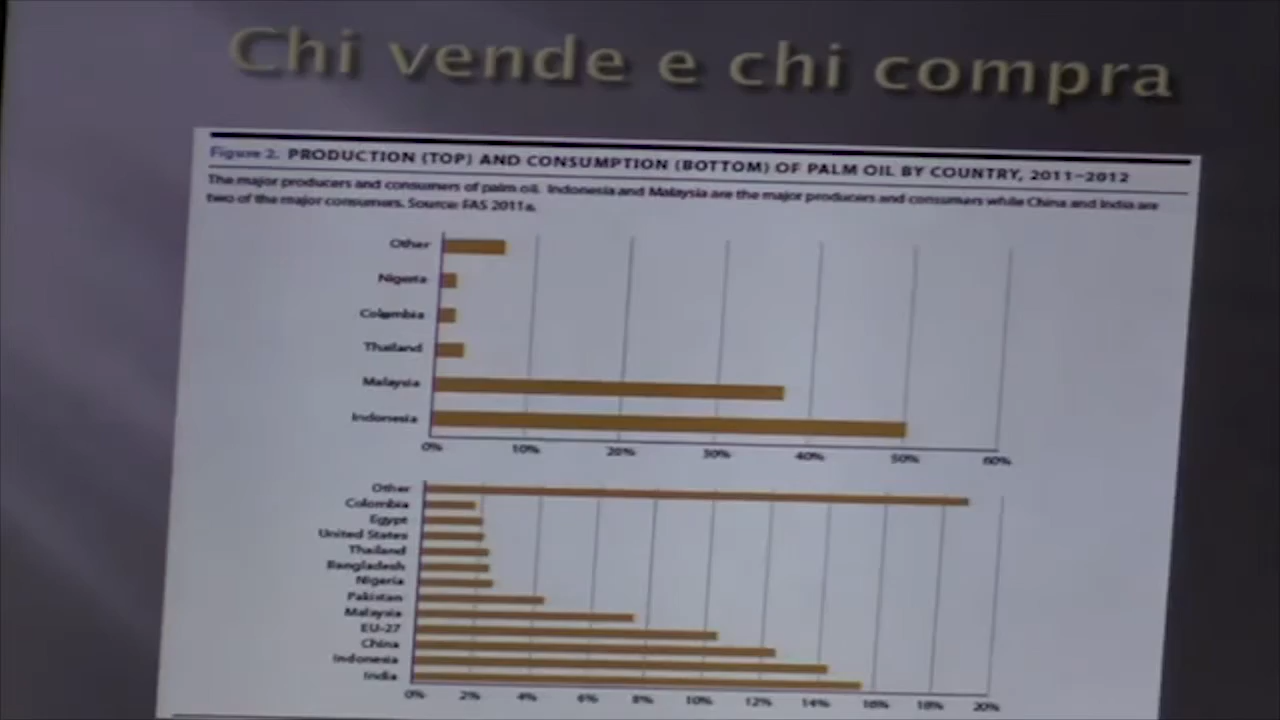 Chi vende e chi compra
Figure 2. PRODUCTION (TOP) AND CONSUMPTION (BOTTOM) OF PALM OIL BY COUNTRY, 2011–2012
The major producers and consumers of palm oil. Indonesia and Malaysia are the major producers and consumers while China and India are
two of the major consumers. Source: FAS 2011a.
Other
Nigeria
Colombia
Thailand
Malaysia
Indonesia
0% 10% 20% 30% 40% 50% 60%
Other
Colombia
Egypt
United States
Thailand
Bangladesh
Nigeria
Pakistan
Malaysia
EU-27
China
Indonesia
India
0% 2% 4% 6% 8% 10% 12% 14% 16% 18% 20%